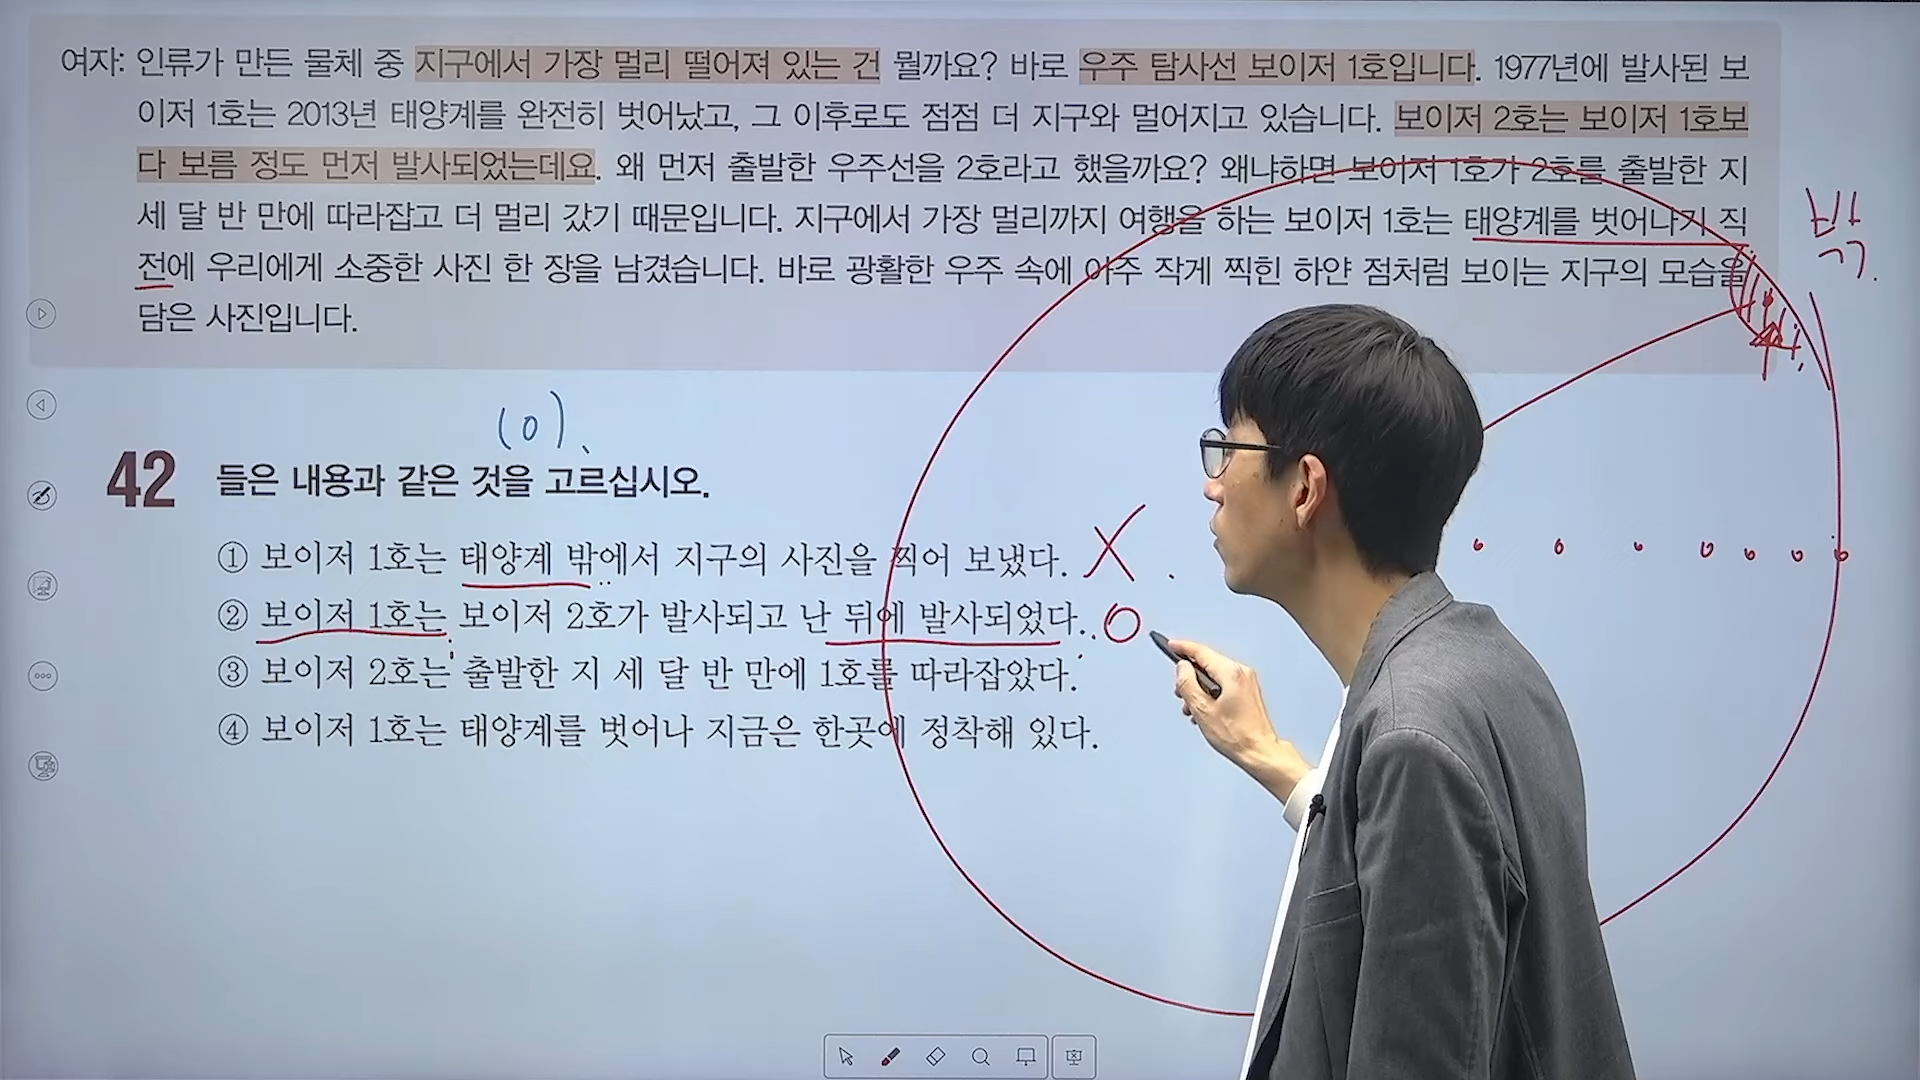 여자: 인류가 만든 물체 중 지구에서 가장 멀리 떨어져 있는 건 뭘까요? 바로 우주 탐사선 보이저 1호입니다. 1977년에 발사된 보
이저 1호는 2013년 태양계를 완전히 벗어났고, 그 이후로도 점점 더 지구와 멀어지고 있습니다. 보이저 2호는 보이저 1호보
다 보름 정도 먼저 발사되었는데요. 왜 먼저 출발한 우주선을 2호라고 했을까요? 왜냐하면 보이저 1호가 2호를 출발한 지
세 달 반 만에 따라잡고 더 멀리 갔기 때문입니다. 지구에서 가장 멀리까지 여행을 하는 보이저 1호는 태양계를 벗어나기 직
전에 우리에게 소중한 사진 한 장을 남겼습니다. 바로 광활한 우주 속에 아주 작게 찍힌 하얀 점처럼 보이는 지구의 모습을
담은 사진입니다.
밖
(o)
42 들은 내용과 같은 것을 고르십시오.
① 보이저 1호는 태양계 밖에서 지구의 사진을 찍어 보냈다. X
② 보이저 1호는 보이저 2호가 발사되고 난 뒤에 발사되었다. O
③ 보이저 2호는 출발한 지 세 달 반 만에 1호를 따라잡았다.
④ 보이저 1호는 태양계를 벗어나 지금은 한곳에 정착해 있다.